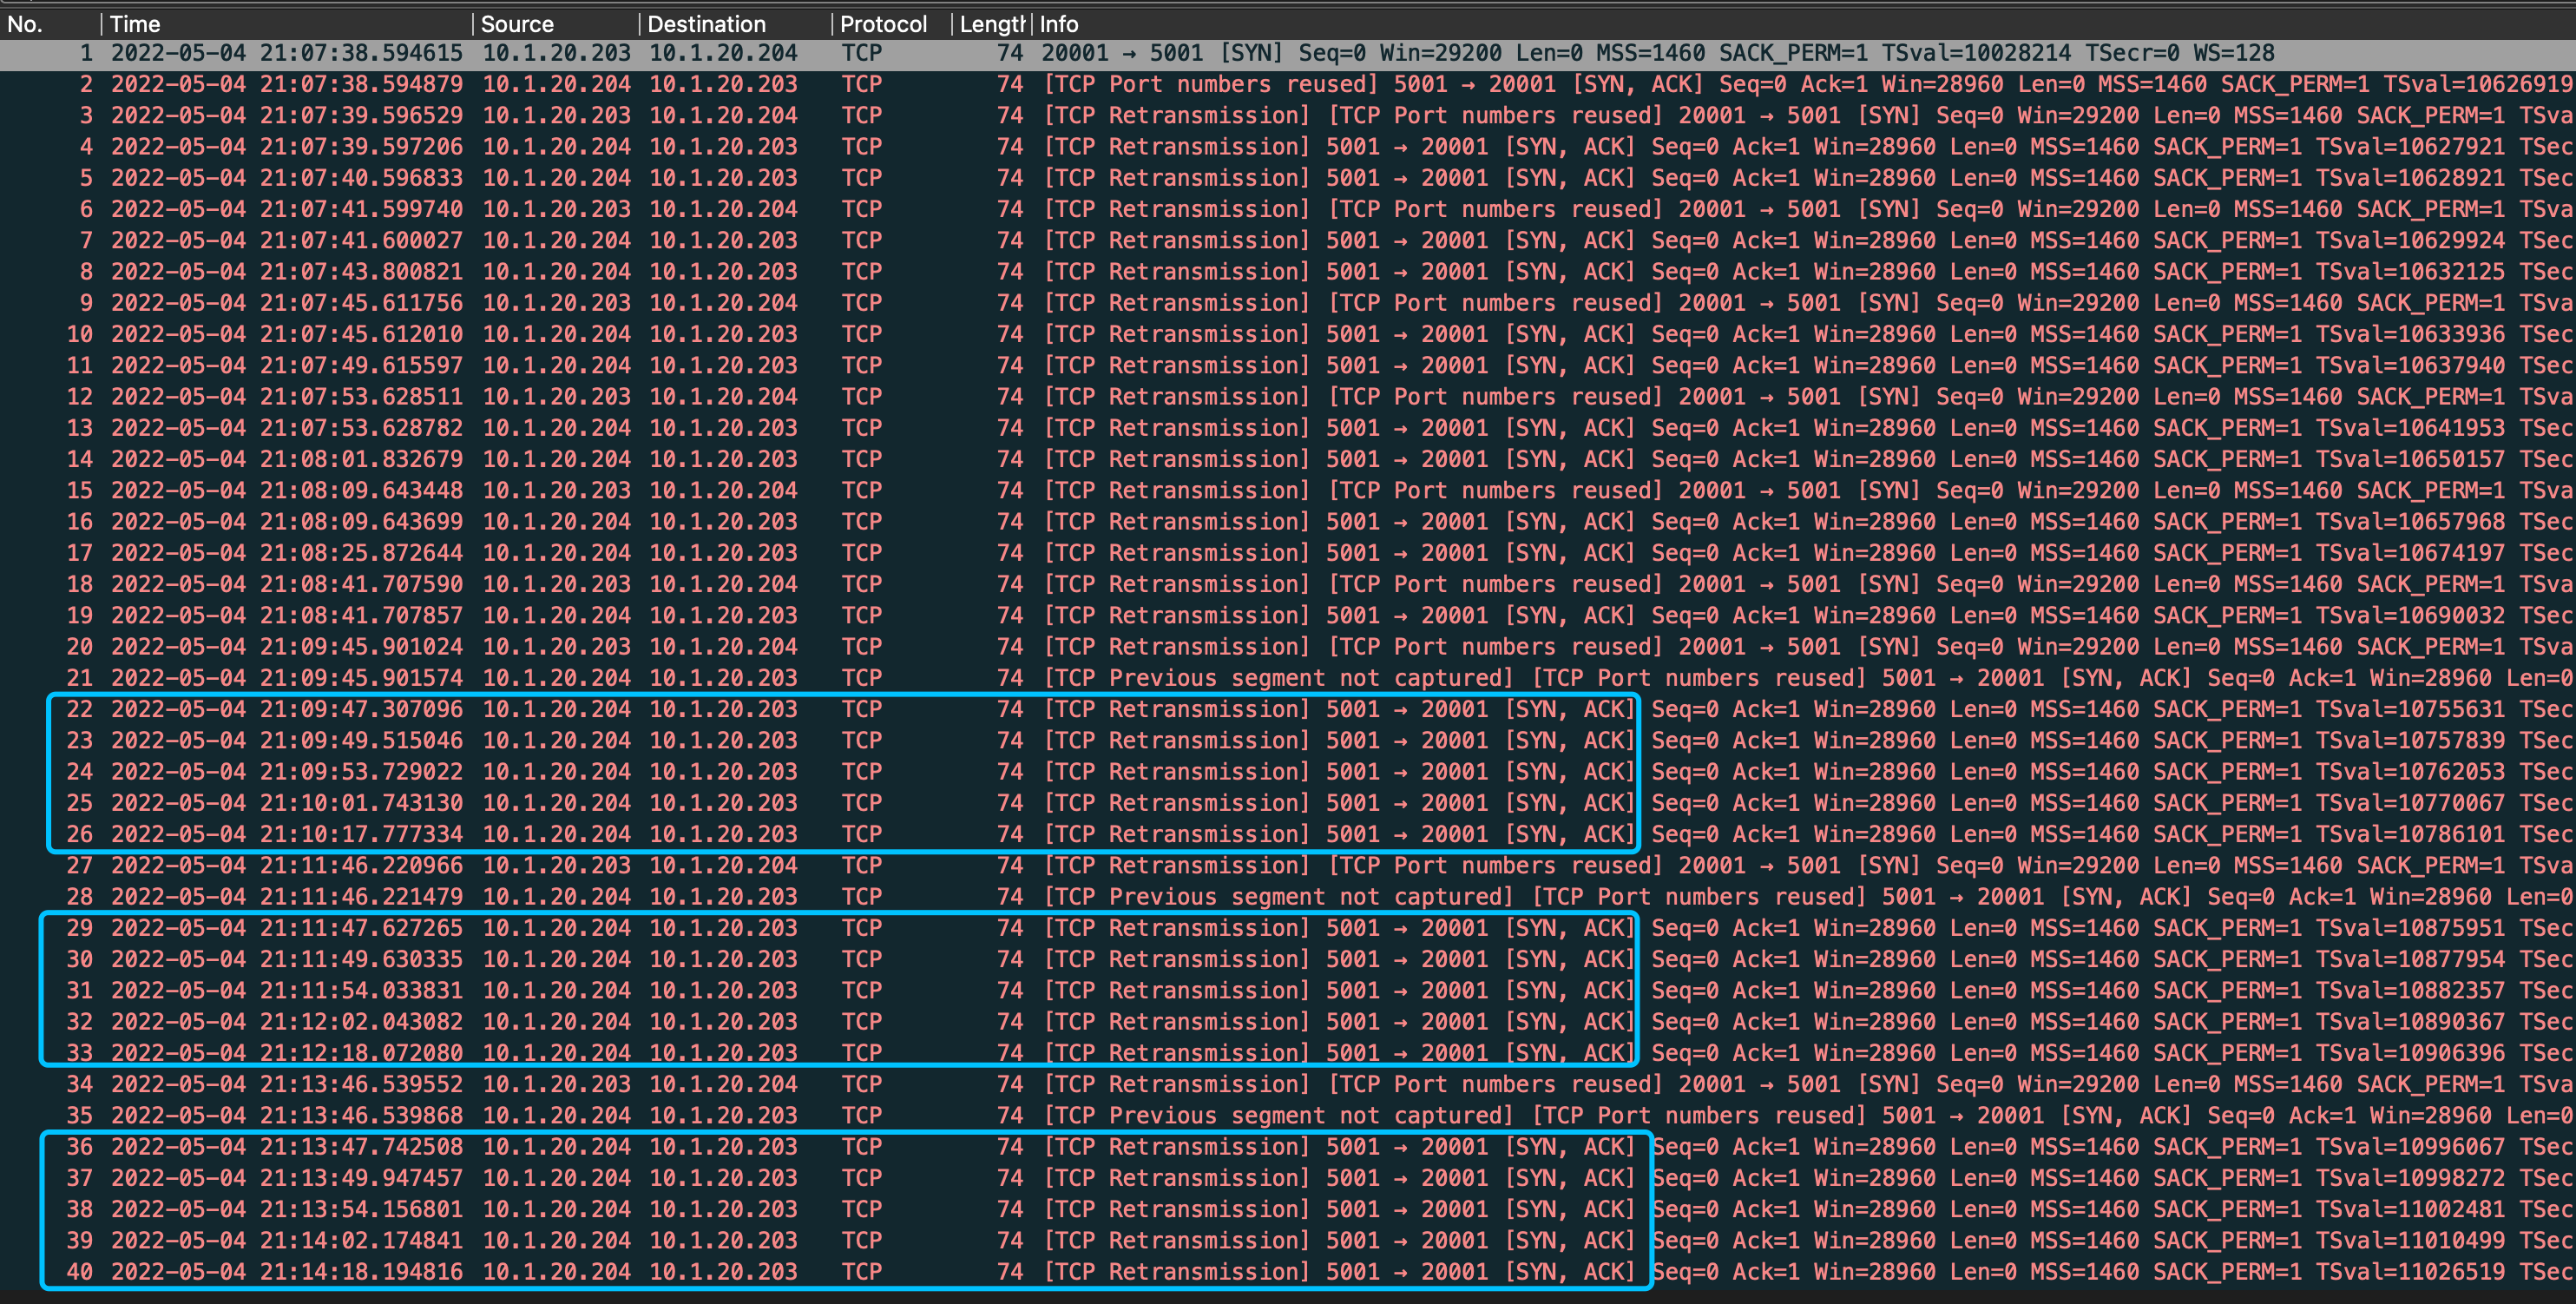 No. Time Source Destination Protocol Length Info
1 2022-05-04 21:07:38.594615 10.1.20.203 10.1.20.204 TCP 74 20001 → 5001 [SYN] Seq=0 Win=29200 Len=0 MSS=1460 SACK_PERM=1 TSval=10028214 TSecr=0 WS=128
2 2022-05-04 21:07:38.594879 10.1.20.204 10.1.20.203 TCP 74 [TCP Port numbers reused] 5001 → 20001 [SYN, ACK] Seq=0 Ack=1 Win=28960 Len=0 MSS=1460 SACK_PERM=1 TSval=10626919
3 2022-05-04 21:07:39.596529 10.1.20.203 10.1.20.204 TCP 74 [TCP Retransmission] [TCP Port numbers reused] 20001 → 5001 [SYN] Seq=0 Win=29200 Len=0 MSS=1460 SACK_PERM=1 TSva
4 2022-05-04 21:07:39.597206 10.1.20.204 10.1.20.203 TCP 74 [TCP Retransmission] 5001 → 20001 [SYN, ACK] Seq=0 Ack=1 Win=28960 Len=0 MSS=1460 SACK_PERM=1 TSval=10627921 TSec
5 2022-05-04 21:07:40.596833 10.1.20.204 10.1.20.203 TCP 74 [TCP Retransmission] 5001 → 20001 [SYN, ACK] Seq=0 Ack=1 Win=28960 Len=0 MSS=1460 SACK_PERM=1 TSval=10628921 TSec
6 2022-05-04 21:07:41.599740 10.1.20.203 10.1.20.204 TCP 74 [TCP Retransmission] [TCP Port numbers reused] 20001 → 5001 [SYN] Seq=0 Win=29200 Len=0 MSS=1460 SACK_PERM=1 TSva
7 2022-05-04 21:07:41.600027 10.1.20.204 10.1.20.203 TCP 74 [TCP Retransmission] 5001 → 20001 [SYN, ACK] Seq=0 Ack=1 Win=28960 Len=0 MSS=1460 SACK_PERM=1 TSval=10629924 TSec
8 2022-05-04 21:07:43.800821 10.1.20.204 10.1.20.203 TCP 74 [TCP Retransmission] 5001 → 20001 [SYN, ACK] Seq=0 Ack=1 Win=28960 Len=0 MSS=1460 SACK_PERM=1 TSval=10632125 TSec
9 2022-05-04 21:07:45.611756 10.1.20.203 10.1.20.204 TCP 74 [TCP Retransmission] [TCP Port numbers reused] 20001 → 5001 [SYN] Seq=0 Win=29200 Len=0 MSS=1460 SACK_PERM=1 TSva
10 2022-05-04 21:07:45.612010 10.1.20.204 10.1.20.203 TCP 74 [TCP Retransmission] 5001 → 20001 [SYN, ACK] Seq=0 Ack=1 Win=28960 Len=0 MSS=1460 SACK_PERM=1 TSval=10633936 TSec
11 2022-05-04 21:07:49.615597 10.1.20.204 10.1.20.203 TCP 74 [TCP Retransmission] 5001 → 20001 [SYN, ACK] Seq=0 Ack=1 Win=28960 Len=0 MSS=1460 SACK_PERM=1 TSval=10637940 TSec
12 2022-05-04 21:07:53.628511 10.1.20.203 10.1.20.204 TCP 74 [TCP Retransmission] [TCP Port numbers reused] 20001 → 5001 [SYN] Seq=0 Win=29200 Len=0 MSS=1460 SACK_PERM=1 TSva
13 2022-05-04 21:07:53.628782 10.1.20.204 10.1.20.203 TCP 74 [TCP Retransmission] 5001 → 20001 [SYN, ACK] Seq=0 Ack=1 Win=28960 Len=0 MSS=1460 SACK_PERM=1 TSval=10641953 TSec
14 2022-05-04 21:08:01.832679 10.1.20.204 10.1.20.203 TCP 74 [TCP Retransmission] 5001 → 20001 [SYN, ACK] Seq=0 Ack=1 Win=28960 Len=0 MSS=1460 SACK_PERM=1 TSval=10650157 TSec
15 2022-05-04 21:08:09.643448 10.1.20.203 10.1.20.204 TCP 74 [TCP Retransmission] [TCP Port numbers reused] 20001 → 5001 [SYN] Seq=0 Win=29200 Len=0 MSS=1460 SACK_PERM=1 TSva
16 2022-05-04 21:08:09.643699 10.1.20.204 10.1.20.203 TCP 74 [TCP Retransmission] 5001 → 20001 [SYN, ACK] Seq=0 Ack=1 Win=28960 Len=0 MSS=1460 SACK_PERM=1 TSval=10657968 TSec
17 2022-05-04 21:08:25.872644 10.1.20.204 10.1.20.203 TCP 74 [TCP Retransmission] 5001 → 20001 [SYN, ACK] Seq=0 Ack=1 Win=28960 Len=0 MSS=1460 SACK_PERM=1 TSval=10674197 TSec
18 2022-05-04 21:08:41.707590 10.1.20.203 10.1.20.204 TCP 74 [TCP Retransmission] [TCP Port numbers reused] 20001 → 5001 [SYN] Seq=0 Win=29200 Len=0 MSS=1460 SACK_PERM=1 TSva
19 2022-05-04 21:08:41.707857 10.1.20.204 10.1.20.203 TCP 74 [TCP Retransmission] 5001 → 20001 [SYN, ACK] Seq=0 Ack=1 Win=28960 Len=0 MSS=1460 SACK_PERM=1 TSval=10690032 TSec
20 2022-05-04 21:09:45.901024 10.1.20.203 10.1.20.204 TCP 74 [TCP Retransmission] [TCP Port numbers reused] 20001 → 5001 [SYN] Seq=0 Win=29200 Len=0 MSS=1460 SACK_PERM=1 TSva
21 2022-05-04 21:09:45.901574 10.1.20.204 10.1.20.203 TCP 74 [TCP Previous segment not captured] [TCP Port numbers reused] 5001 → 20001 [SYN, ACK] Seq=0 Ack=1 Win=28960 Len=0
22 2022-05-04 21:09:47.307096 10.1.20.204 10.1.20.203 TCP 74 [TCP Retransmission] 5001 → 20001 [SYN, ACK] Seq=0 Ack=1 Win=28960 Len=0 MSS=1460 SACK_PERM=1 TSval=10755631 TSec
23 2022-05-04 21:09:49.515046 10.1.20.204 10.1.20.203 TCP 74 [TCP Retransmission] 5001 → 20001 [SYN, ACK] Seq=0 Ack=1 Win=28960 Len=0 MSS=1460 SACK_PERM=1 TSval=10757839 TSec
24 2022-05-04 21:09:53.729022 10.1.20.204 10.1.20.203 TCP 74 [TCP Retransmission] 5001 → 20001 [SYN, ACK] Seq=0 Ack=1 Win=28960 Len=0 MSS=1460 SACK_PERM=1 TSval=10762053 TSec
25 2022-05-04 21:10:01.743130 10.1.20.204 10.1.20.203 TCP 74 [TCP Retransmission] 5001 → 20001 [SYN, ACK] Seq=0 Ack=1 Win=28960 Len=0 MSS=1460 SACK_PERM=1 TSval=10770067 TSec
26 2022-05-04 21:10:17.777334 10.1.20.204 10.1.20.203 TCP 74 [TCP Retransmission] 5001 → 20001 [SYN, ACK] Seq=0 Ack=1 Win=28960 Len=0 MSS=1460 SACK_PERM=1 TSval=10786101 TSec
27 2022-05-04 21:11:46.220966 10.1.20.203 10.1.20.204 TCP 74 [TCP Retransmission] [TCP Port numbers reused] 20001 → 5001 [SYN] Seq=0 Win=29200 Len=0 MSS=1460 SACK_PERM=1 TSva
28 2022-05-04 21:11:46.221479 10.1.20.204 10.1.20.203 TCP 74 [TCP Previous segment not captured] [TCP Port numbers reused] 5001 → 20001 [SYN, ACK] Seq=0 Ack=1 Win=28960 Len=0
29 2022-05-04 21:11:47.627265 10.1.20.204 10.1.20.203 TCP 74 [TCP Retransmission] 5001 → 20001 [SYN, ACK] Seq=0 Ack=1 Win=28960 Len=0 MSS=1460 SACK_PERM=1 TSval=10875951 TSec
30 2022-05-04 21:11:49.630335 10.1.20.204 10.1.20.203 TCP 74 [TCP Retransmission] 5001 → 20001 [SYN, ACK] Seq=0 Ack=1 Win=28960 Len=0 MSS=1460 SACK_PERM=1 TSval=10877954 TSec
31 2022-05-04 21:11:54.033831 10.1.20.204 10.1.20.203 TCP 74 [TCP Retransmission] 5001 → 20001 [SYN, ACK] Seq=0 Ack=1 Win=28960 Len=0 MSS=1460 SACK_PERM=1 TSval=10882357 TSec
32 2022-05-04 21:12:02.043082 10.1.20.204 10.1.20.203 TCP 74 [TCP Retransmission] 5001 → 20001 [SYN, ACK] Seq=0 Ack=1 Win=28960 Len=0 MSS=1460 SACK_PERM=1 TSval=10890367 TSec
33 2022-05-04 21:12:18.072080 10.1.20.204 10.1.20.203 TCP 74 [TCP Retransmission] 5001 → 20001 [SYN, ACK] Seq=0 Ack=1 Win=28960 Len=0 MSS=1460 SACK_PERM=1 TSval=10906396 TSec
34 2022-05-04 21:13:46.539552 10.1.20.203 10.1.20.204 TCP 74 [TCP Retransmission] [TCP Port numbers reused] 20001 → 5001 [SYN] Seq=0 Win=29200 Len=0 MSS=1460 SACK_PERM=1 TSva
35 2022-05-04 21:13:46.539868 10.1.20.204 10.1.20.203 TCP 74 [TCP Previous segment not captured] [TCP Port numbers reused] 5001 → 20001 [SYN, ACK] Seq=0 Ack=1 Win=28960 Len=0
36 2022-05-04 21:13:47.742508 10.1.20.204 10.1.20.203 TCP 74 [TCP Retransmission] 5001 → 20001 [SYN, ACK] Seq=0 Ack=1 Win=28960 Len=0 MSS=1460 SACK_PERM=1 TSval=10996067 TSec
37 2022-05-04 21:13:49.947457 10.1.20.204 10.1.20.203 TCP 74 [TCP Retransmission] 5001 → 20001 [SYN, ACK] Seq=0 Ack=1 Win=28960 Len=0 MSS=1460 SACK_PERM=1 TSval=10998272 TSec
38 2022-05-04 21:13:54.156801 10.1.20.204 10.1.20.203 TCP 74 [TCP Retransmission] 5001 → 20001 [SYN, ACK] Seq=0 Ack=1 Win=28960 Len=0 MSS=1460 SACK_PERM=1 TSval=11002481 TSec
39 2022-05-04 21:14:02.174841 10.1.20.204 10.1.20.203 TCP 74 [TCP Retransmission] 5001 → 20001 [SYN, ACK] Seq=0 Ack=1 Win=28960 Len=0 MSS=1460 SACK_PERM=1 TSval=11010499 TSec
40 2022-05-04 21:14:18.194816 10.1.20.204 10.1.20.203 TCP 74 [TCP Retransmission] 5001 → 20001 [SYN, ACK] Seq=0 Ack=1 Win=28960 Len=0 MSS=1460 SACK_PERM=1 TSval=11026519 TSec